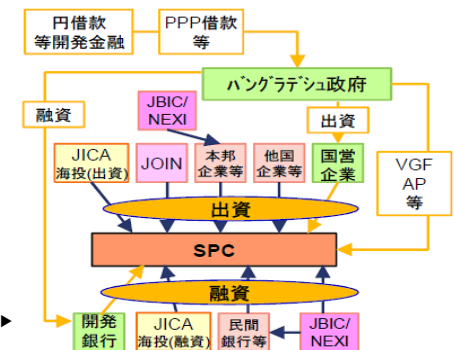 円借款
等開発金融
PPP借款
等
バングラデシュ政府
融資
JBIC/
NEXI
出資
JICA
海投(出資)
JOIN
本邦
企業等
他国
企業等
国営
企業
VGF
AP
等
出資
SPC
融資
開発
銀行
JICA
海投(融資)
民間
銀行等
JBIC/
NEXI